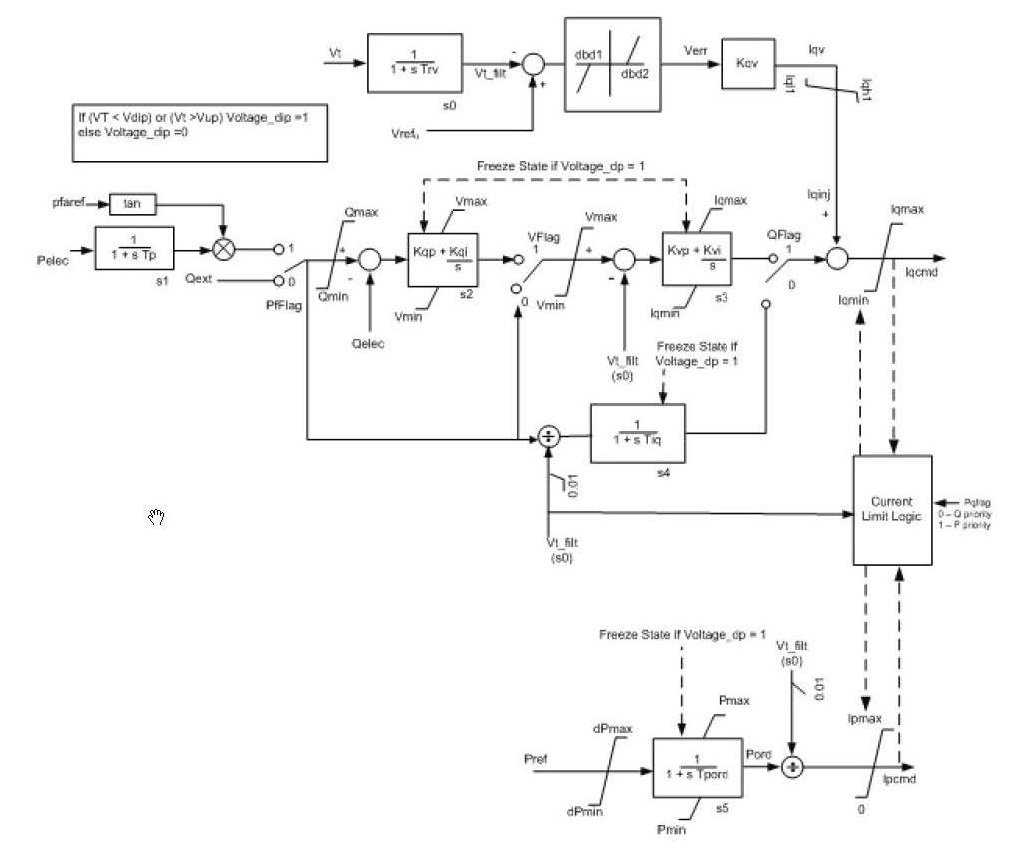 Vt
1
1 + s Trv
s0
Vt_filt
-
+
Vref,
dbd1
dbd2
Verr
Kqv
Iqv
Iql1
Iqh1
If (VT < Vdip) or (Vt >Vup) Voltage_dip =1
else Voltage_dip =0
Freeze State if Voltage_dp = 1
pfaref
tan
Pelec
1
1 + s Tp
s1
Qext
1
0
PfFlag
Qmax
Qmin
+
-
Qelec
Vmax
Kqp + Kqi
s
s2
Vmin
VFlag
1
0
Vmax
Vmin
+
-
Vt_filt
(s0)
Iqmax
Kvp + Kvi
s
s3
Iqmin
QFlag
1
0
Iqinj
+
Iqmax
Iqmin
Iqcmd
Freeze State if
Voltage_dp = 1
÷
1
1 + s Tiq
s4
0.01
Vt_filt
(s0)
Current
Limit Logic
Pqflag
0 – Q priority
1 – P priority
Freeze State if Voltage_dp = 1
Vt_filt
(s0)
0.01
Pref
dPmax
dPmin
Pmax
1
1 + s Tpord
s5
Pmin
Pord
÷
Ipmax
0
Ipcmd